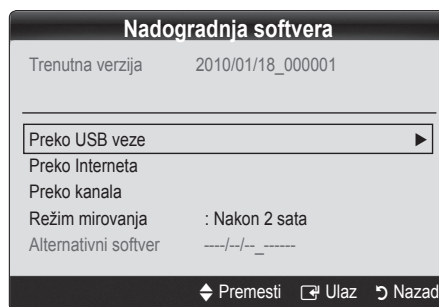 Nadogradnja softvera
Trenutna verzija 2010/01/18_000001
Preko USB veze
Preko Interneta
Preko kanala
Režim mirovanja : Nakon 2 sata
Alternativni softver ----/--/--_------
Premesti Ulaz Nazad